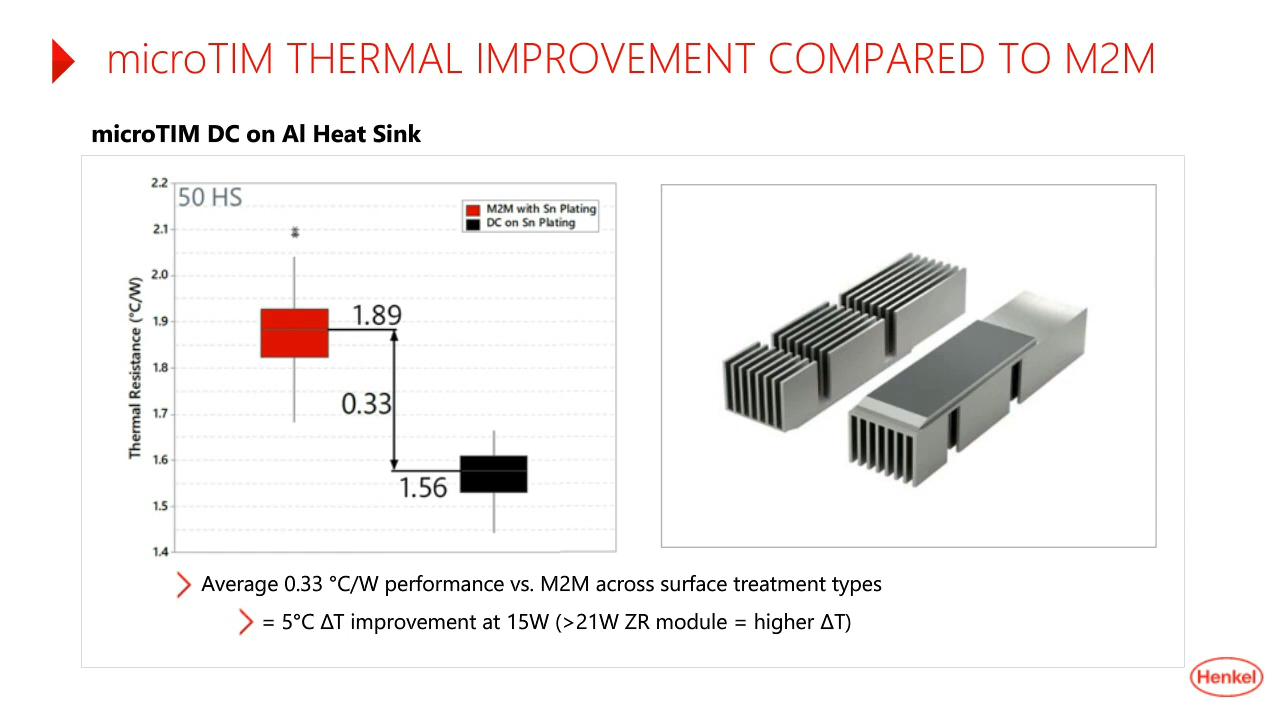 microTIM THERMAL IMPROVEMENT COMPARED TO M2M
microTIM DC on Al Heat Sink
50 HS
M2M with Sn Plating
DC on Sn Plating
Thermal Resistance (°C/W)
2.2
2.1
2.0
1.9
1.8
1.7
1.6
1.5
1.4
1.89
0.33
1.56
Average 0.33 °C/W performance vs. M2M across surface treatment types
= 5°C ΔT improvement at 15W (>21W ZR module = higher ΔT)
Henkel